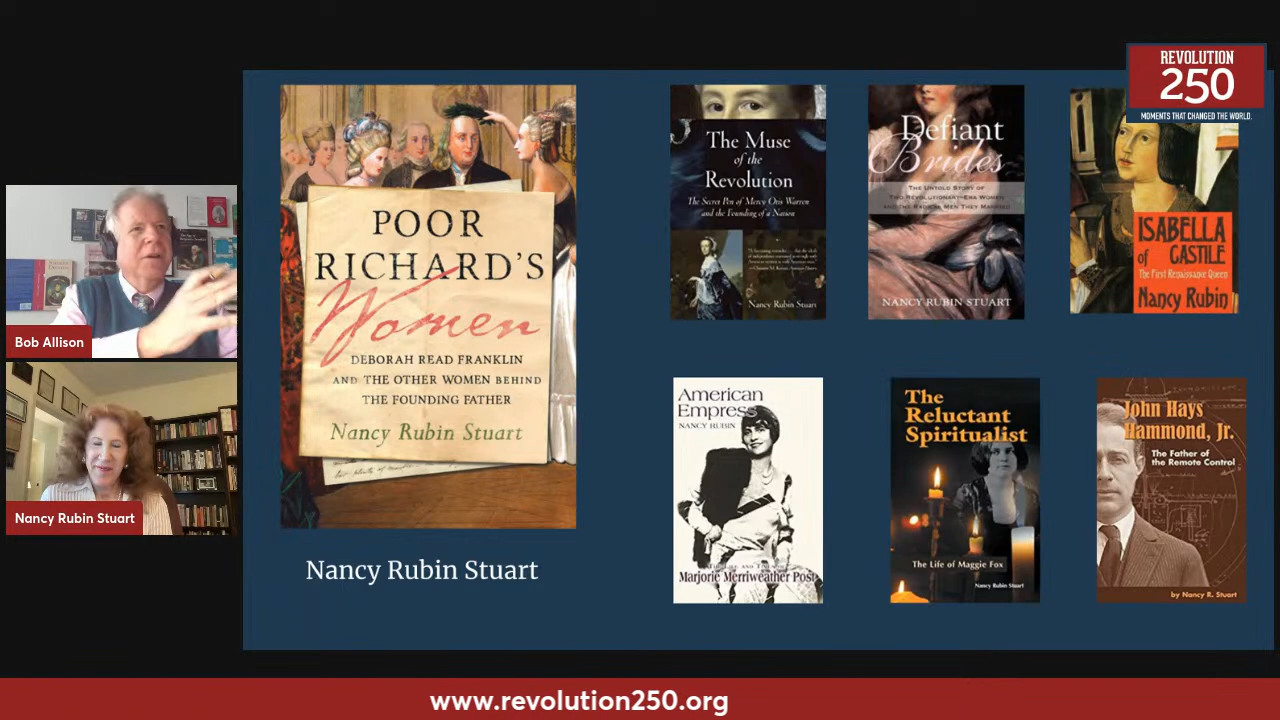 REVOLUTION
250
MOMENTS THAT CHANGED THE WORLD.
Bob Allison
Nancy Rubin Stuart
POOR
RICHARD'S
Women
DEBORAH READ FRANKLIN
AND THE OTHER WOMEN BEHIND
THE FOUNDING FATHER
Nancy Rubin Stuart
Nancy Rubin Stuart
The Muse
of the
Revolution
The Secret Pen of Mercy Otis Warren
and the Founding of a Nation
Nancy Rubin Stuart
Defiant
Brides
THE UNTOLD STORY OF
TWO REVOLUTIONARY-ERA WOMEN
AND THE RADICAL MEN THEY MARRIED
NANCY RUBIN STUART
ISABELLA
of CASTILE
The First Renaissance Queen
Nancy Rubin
American
Empress
NANCY RUBIN
Marjorie Merriweather Post
The
Reluctant
Spiritualist
The Life of Maggie Fox
Nancy Rubin Stuart
John Hays
Hammond, Jr.
The Father of
the Remote Control
by Nancy R. Stuart
www.revolution250.org